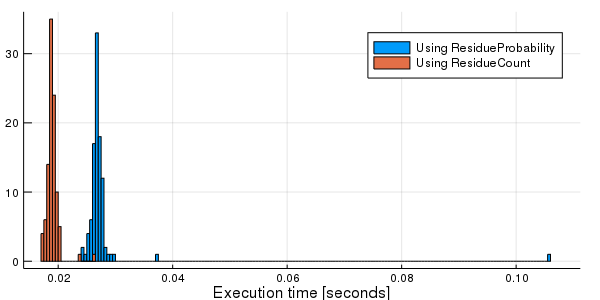 Using ResidueProbability
Using ResidueCount
30
20
10
0
0.02 0.04 0.06 0.08 0.10
Execution time [seconds]